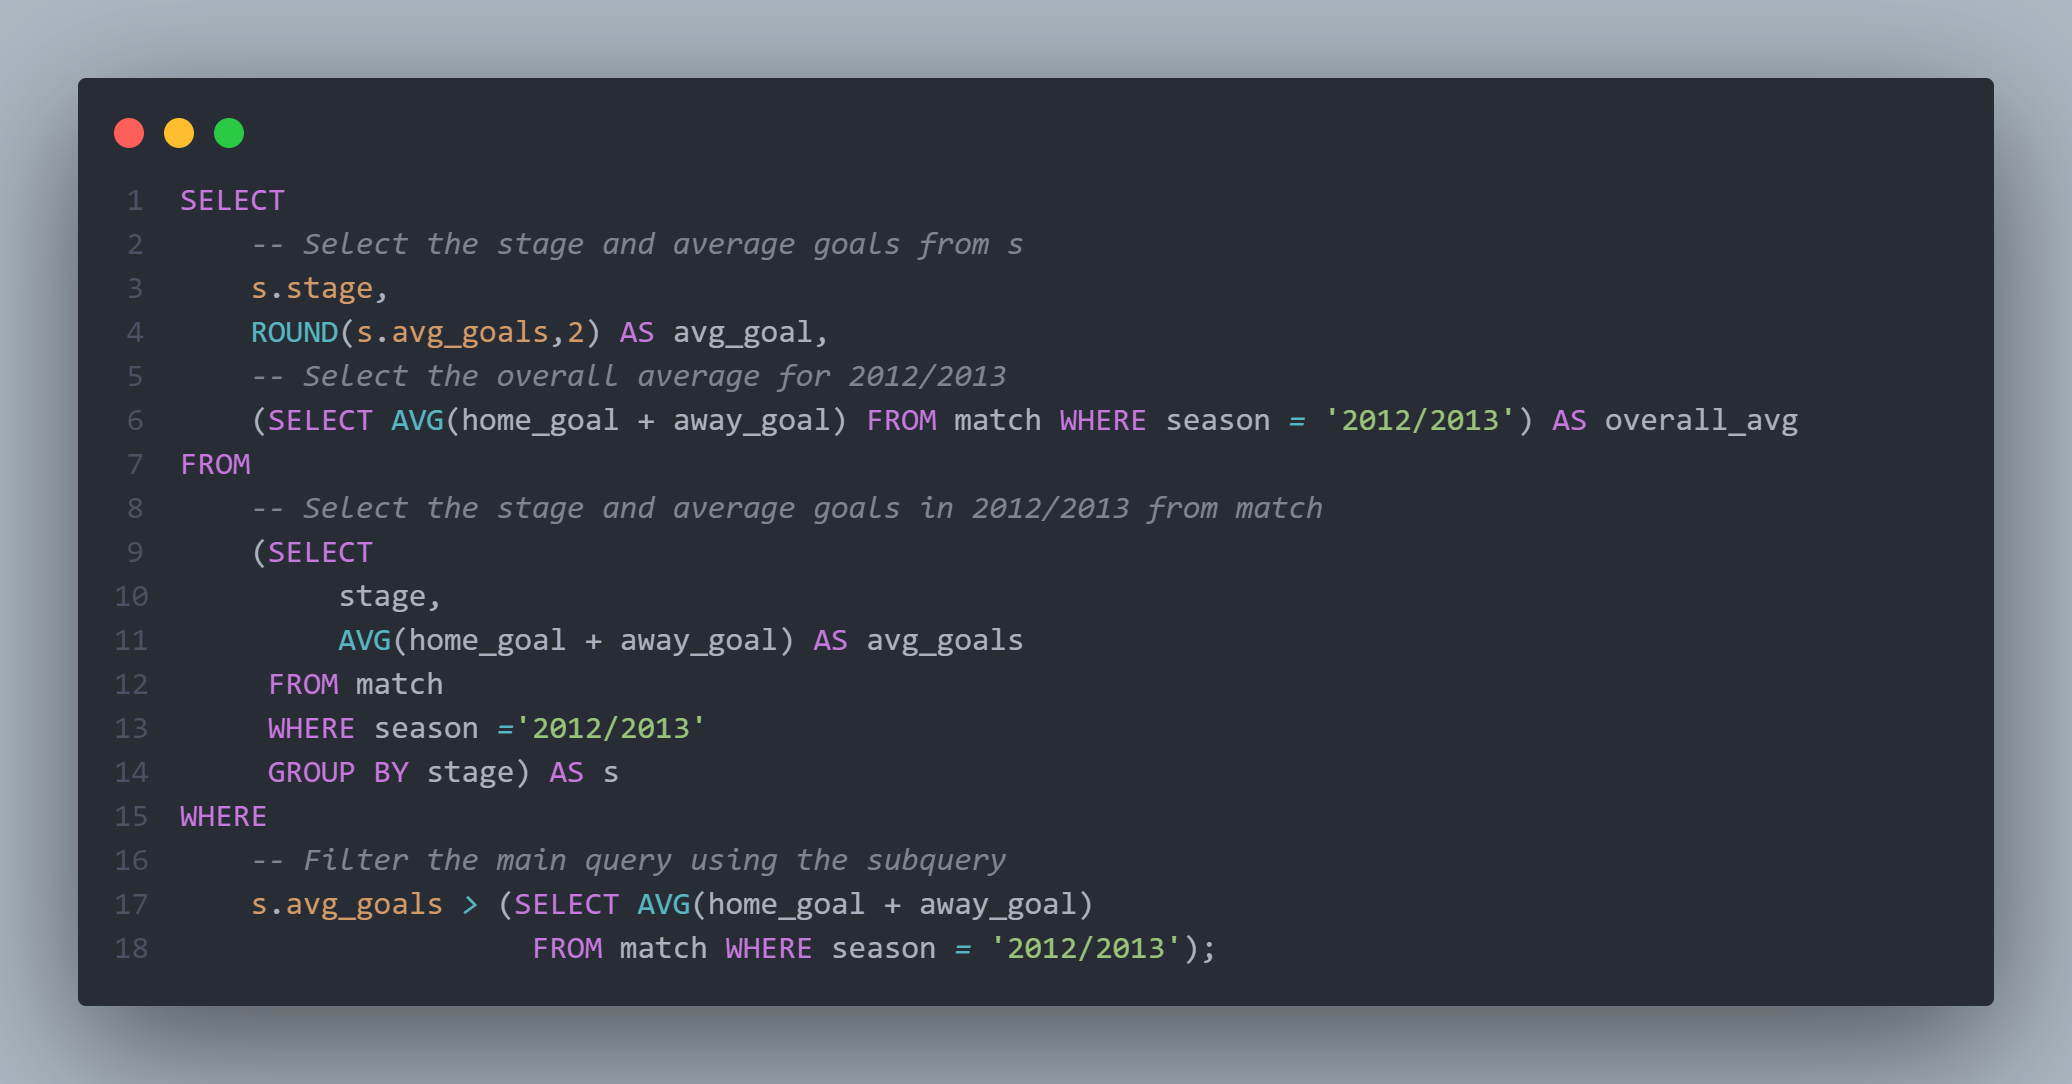 1 SELECT
2 -- Select the stage and average goals from s
3 s.stage,
4 ROUND(s.avg_goals,2) AS avg_goal,
5 -- Select the overall average for 2012/2013
6 (SELECT AVG(home_goal + away_goal) FROM match WHERE season = '2012/2013') AS overall_avg
7 FROM
8 -- Select the stage and average goals in 2012/2013 from match
9 (SELECT
10 stage,
11 AVG(home_goal + away_goal) AS avg_goals
12 FROM match
13 WHERE season ='2012/2013'
14 GROUP BY stage) AS s
15 WHERE
16 -- Filter the main query using the subquery
17 s.avg_goals > (SELECT AVG(home_goal + away_goal)
18 FROM match WHERE season = '2012/2013');